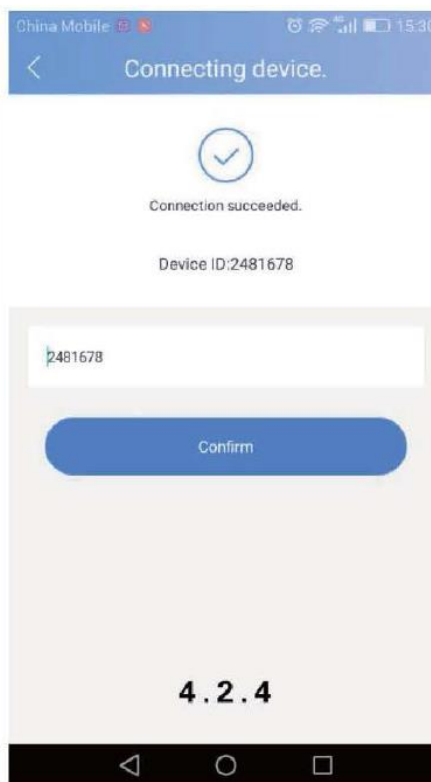 China Mobile 15:30
Connecting device.
Connection succeeded.
Device ID:2481678
2481678
Confirm
4.2.4